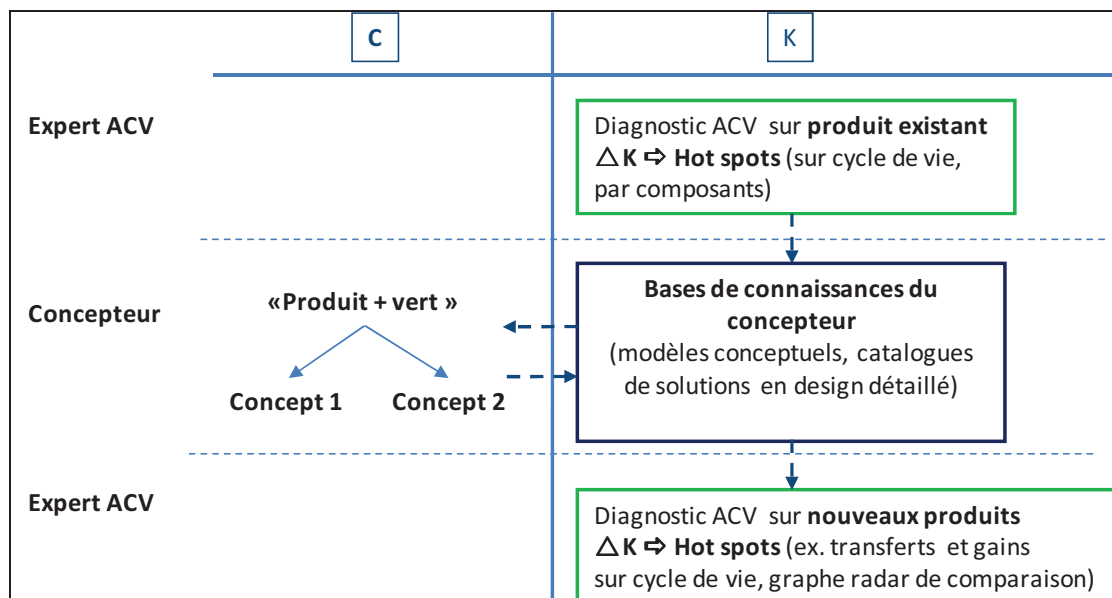 C
K
Expert ACV
Diagnostic ACV sur produit existant
△K ⇨ Hot spots (sur cycle de vie,
par composants)
Concepteur
«Produit + vert »
Concept 1
Concept 2
Bases de connaissances du
concepteur
(modèles conceptuels, catalogues
de solutions en design détaillé)
Expert ACV
Diagnostic ACV sur nouveaux produits
△K ⇨ Hot spots (ex. transferts et gains
sur cycle de vie, graphe radar de comparaison)